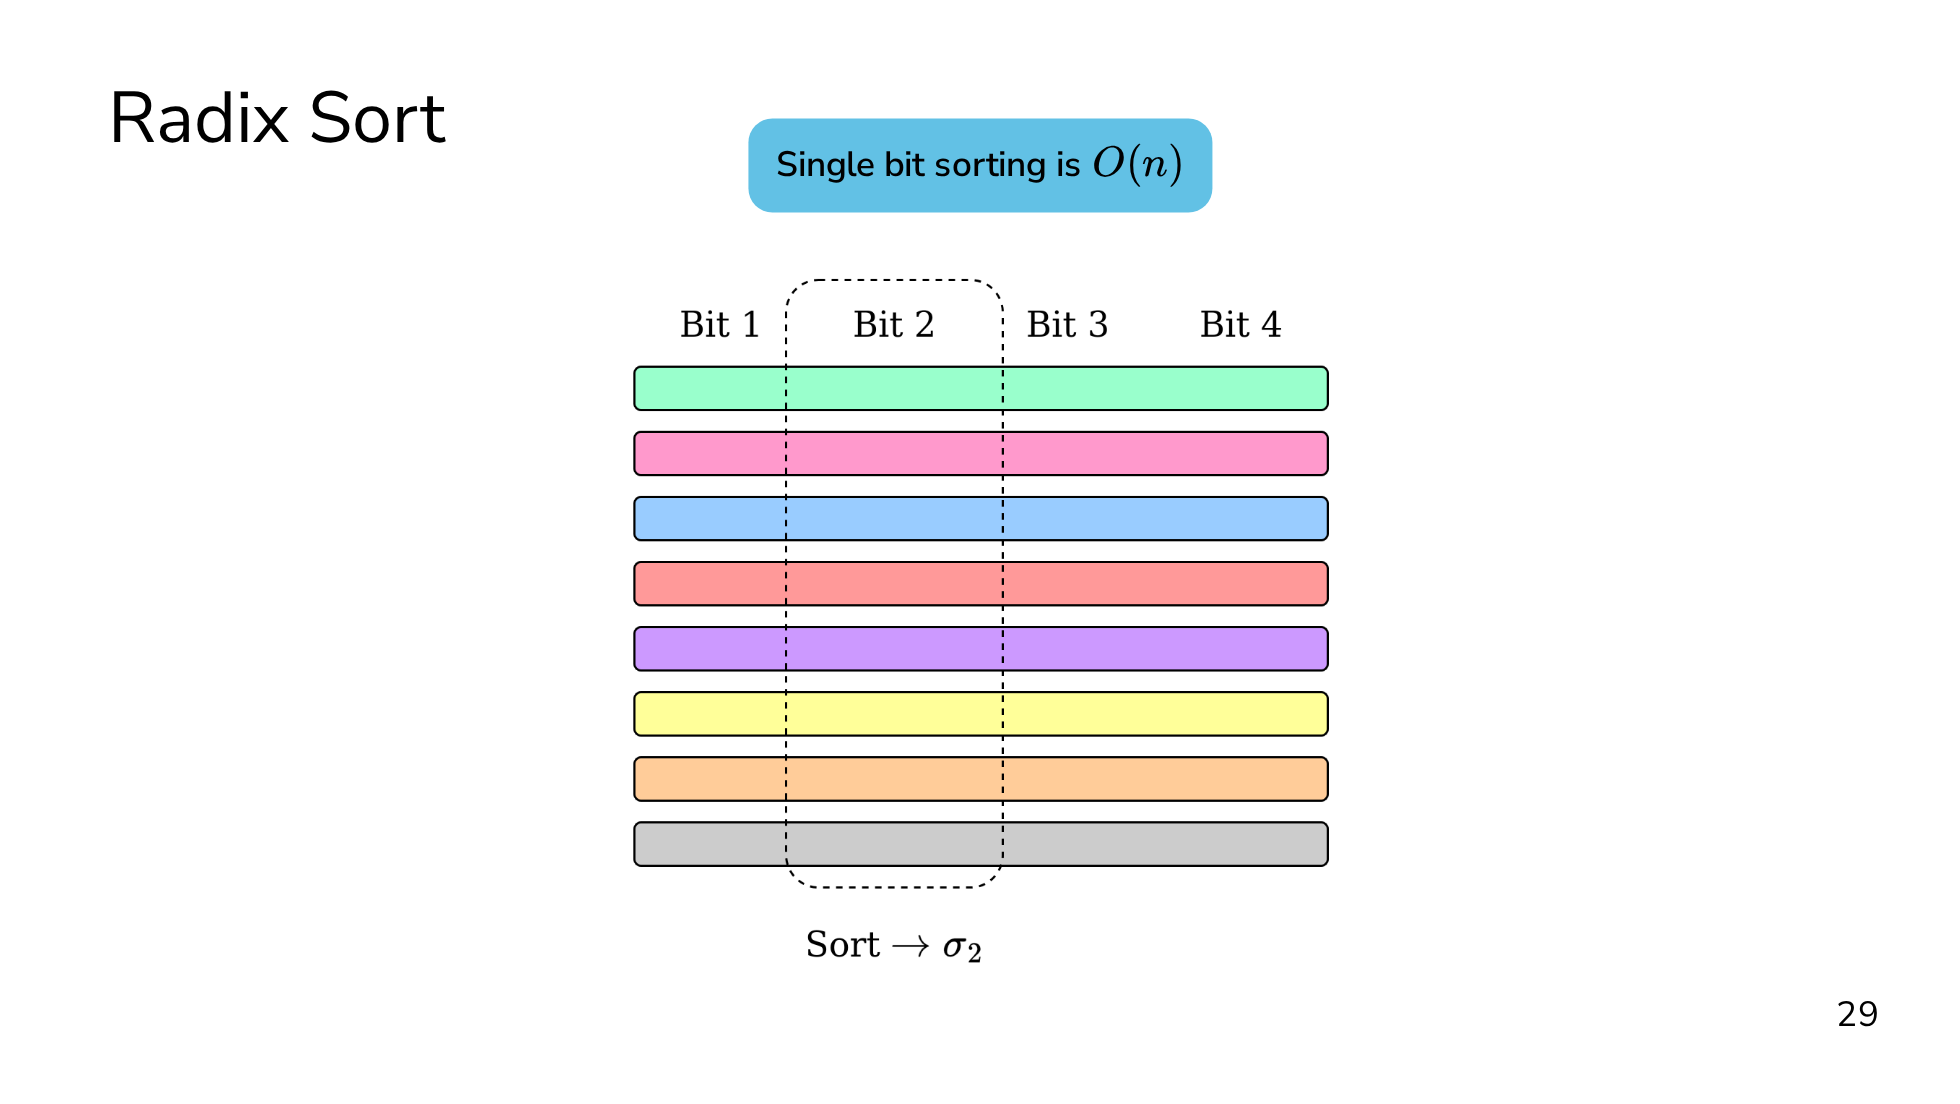 Radix Sort
Single bit sorting is O(n)
Bit 1 Bit 2 Bit 3 Bit 4
Sort → σ₂
29